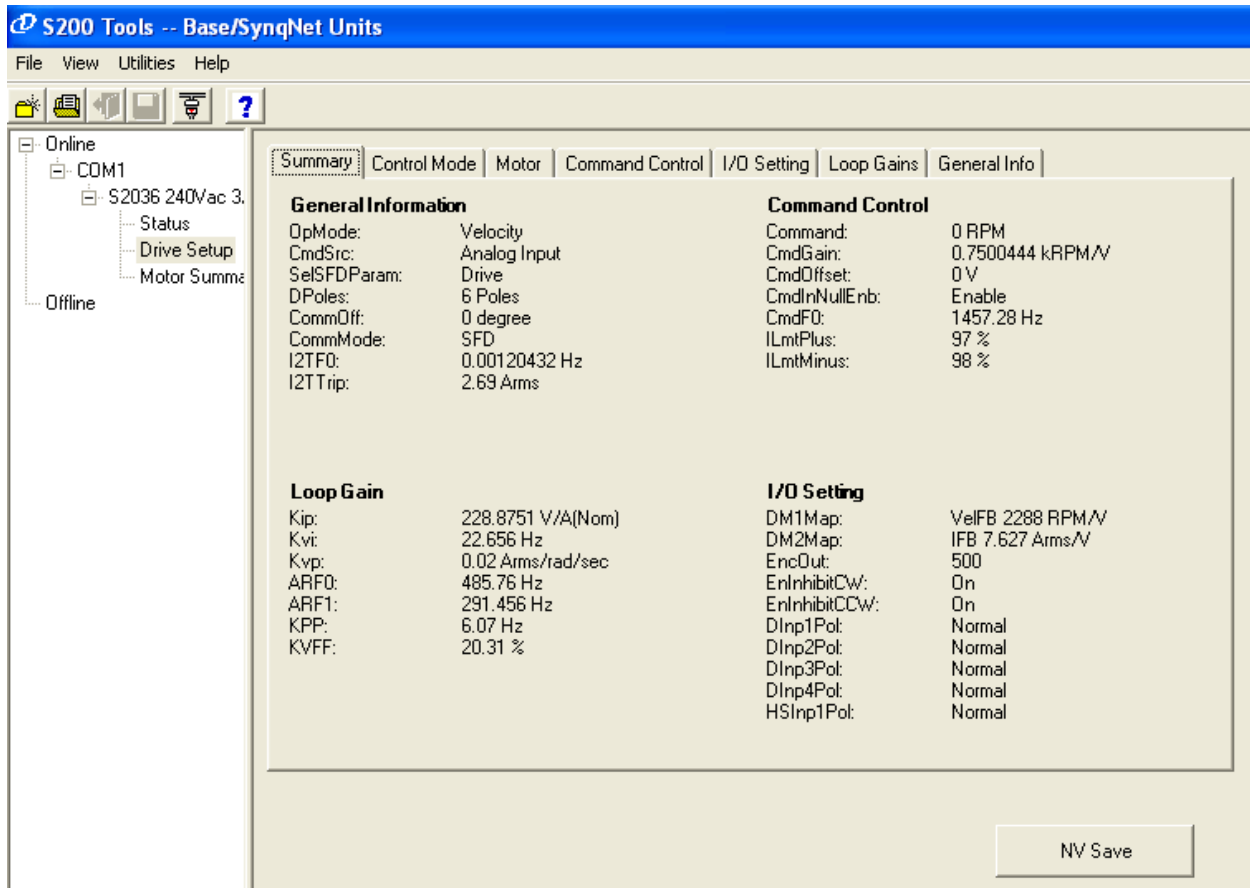 S200 Tools -- Base/SynqNet Units
File View Utilities Help
?
Online
COM1
S2036 240Vac 3.
Status
Drive Setup
Motor Summa
Offline
Summary Control Mode Motor Command Control I/O Setting Loop Gains General Info
General Information
OpMode: Velocity
CmdSrc: Analog Input
SelSFDParam: Drive
DPoles: 6 Poles
CommOff: 0 degree
CommMode: SFD
I2TF0: 0.00120432 Hz
I2TTrip: 2.69 Arms
Command Control
Command: 0 RPM
CmdGain: 0.7500444 kRPM/V
CmdOffset: 0 V
CmdInNullEnb: Enable
CmdF0: 1457.28 Hz
ILmtPlus: 97 %
ILmtMinus: 98 %
Loop Gain
Kip: 228.8751 V/A(Nom)
Kvi: 22.656 Hz
Kvp: 0.02 Arms/rad/sec
ARF0: 485.76 Hz
ARF1: 291.456 Hz
KPP: 6.07 Hz
KVFF: 20.31 %
I/O Setting
DM1Map: VelFB 2288 RPM/V
DM2Map: IFB 7.627 Arms/V
EncOut: 500
EnInhibitCW: On
EnInhibitCCW: On
DInp1Pol: Normal
DInp2Pol: Normal
DInp3Pol: Normal
DInp4Pol: Normal
HSInp1Pol: Normal
NV Save